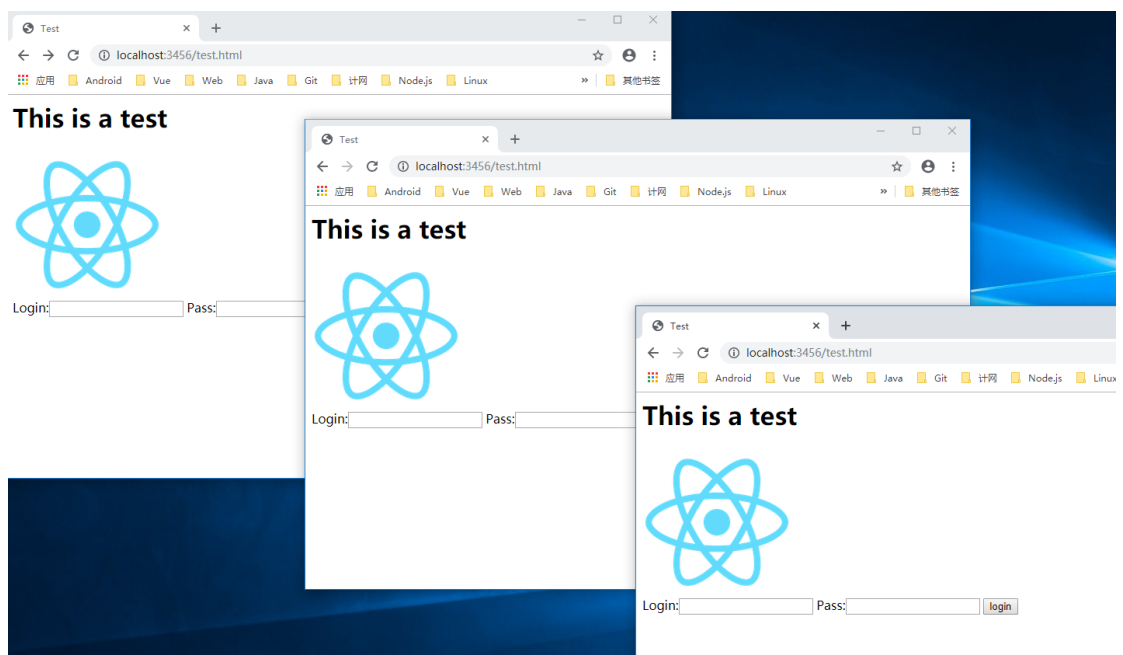 Test
localhost:3456/test.html
应用 Android Vue Web Java Git 计网 Node.js Linux » 其他书签
This is a test
Login: Pass:
Test
localhost:3456/test.html
应用 Android Vue Web Java Git 计网 Node.js Linux » 其他书签
This is a test
Login: Pass:
Test
localhost:3456/test.html
应用 Android Vue Web Java Git 计网 Node.js Linux
This is a test
Login: Pass: login